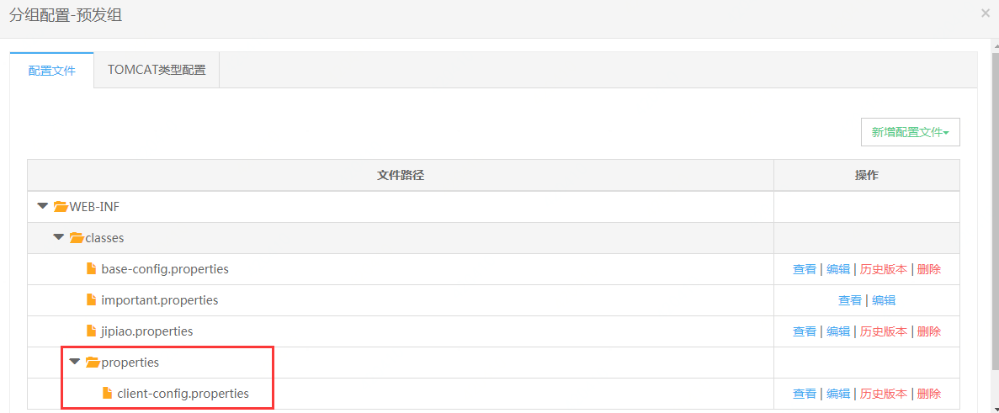 分组配置-预发组
×
配置文件 TOMCAT类型配置
新增配置文件
文件路径 操作
WEB-INF
classes
base-config.properties 查看 | 编辑 | 历史版本 | 删除
important.properties 查看 | 编辑
jipiao.properties 查看 | 编辑 | 历史版本 | 删除
properties
client-config.properties 查看 | 编辑 | 历史版本 | 删除